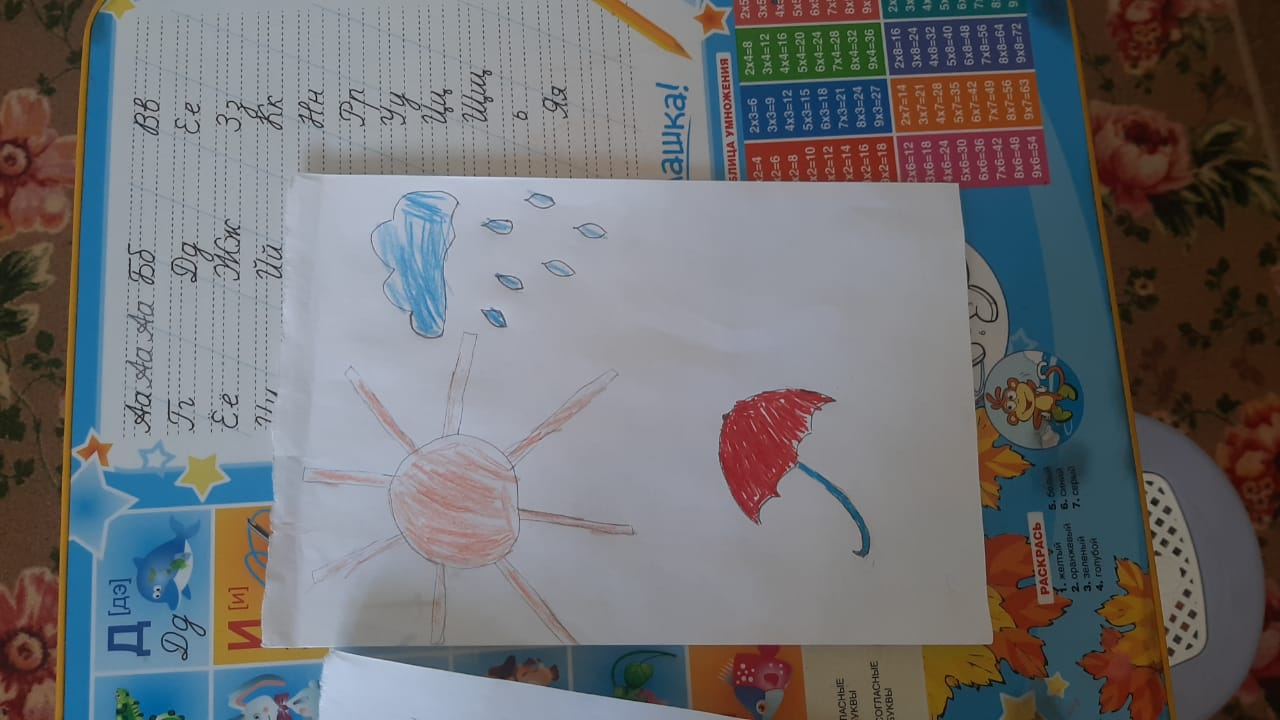 Аа Аа Аа Бб Вв
Гг Дд Ее
Ёё Жж Зз
Йй Кк
Нн
Рр
Уу
Цц
Щщ
ь
Яя
ашка!
БЛИЦА УМНОЖЕНИЯ
2x3=6
3x3=9
4x3=12
5x3=15
6x3=18
7x3=21
8x3=24
9x3=27
2x4=8
3x4=12
4x4=16
5x4=20
6x4=24
7x4=28
8x4=32
9x4=36
2x6=12
3x6=18
4x6=24
5x6=30
6x6=36
7x6=42
8x6=48
9x6=54
2x7=14
3x7=21
4x7=28
5x7=35
6x7=42
7x7=49
8x7=56
9x7=63
2x8=16
3x8=24
4x8=32
5x8=40
6x8=48
7x8=56
8x8=64
9x8=72
Д [дэ]
Дд
И [и]
ЛАСНЫЕ
БУКВЫ
СОГЛАСНЫЕ
БУКВЫ
РАСКРАСЬ
1. желтый
2. оранжевый
3. зеленый
4. голубой
5. белый
6. синий
7. серый